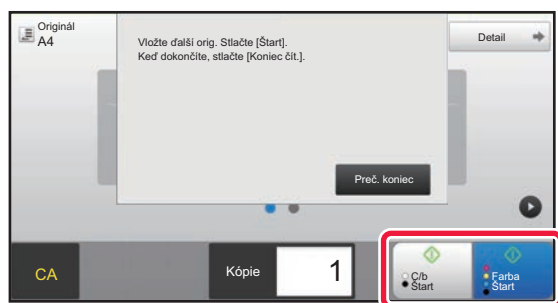 Originál
A4
Vložte ďalší orig. Stlačte [Štart].
Keď dokončíte, stlačte [Koniec čít.].
Detail
Preč. koniec
CA
Kópie
1
Č/b
Štart
Farba
Štart